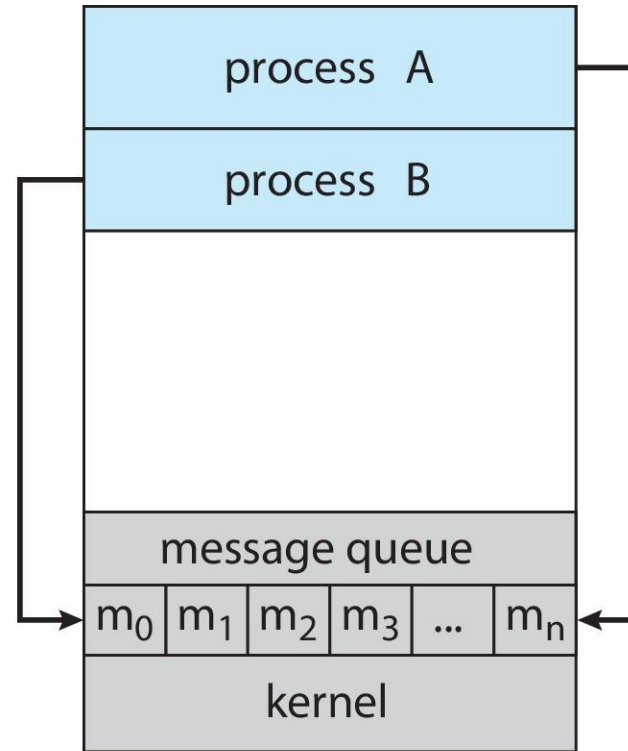 process A
process B
message queue
m₀ m₁ m₂ m₃ ... mₙ
kernel